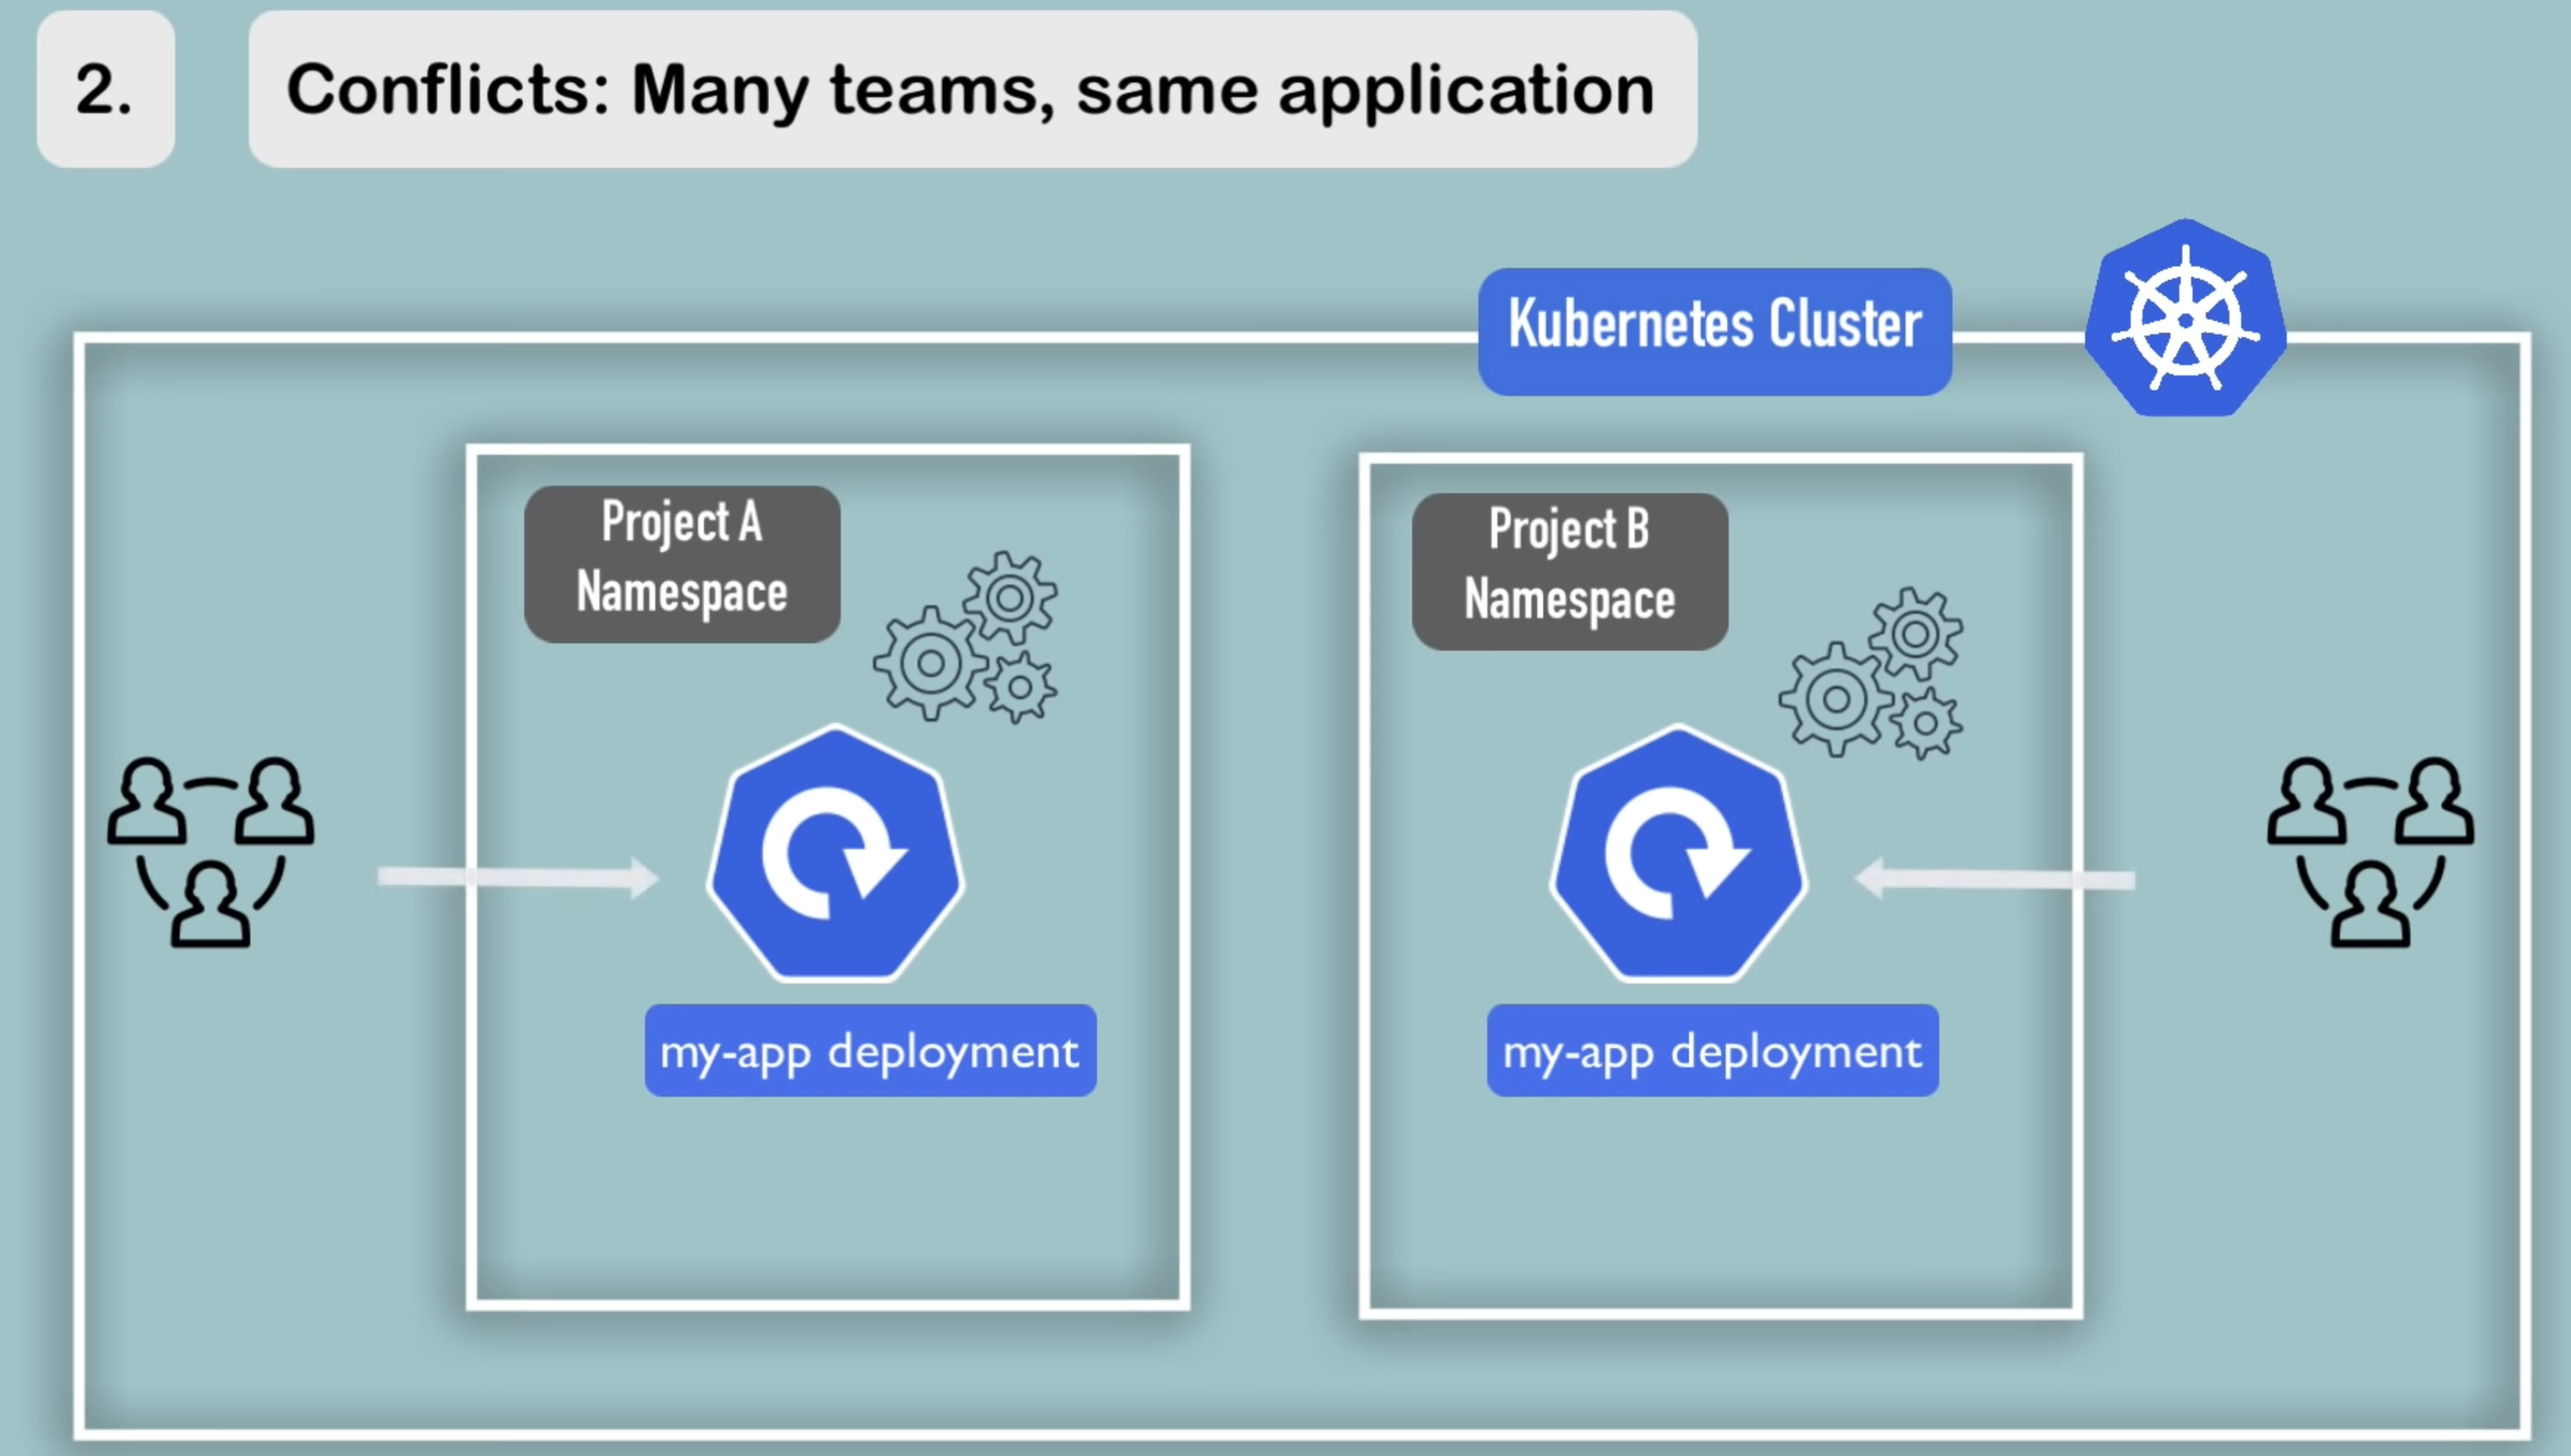 2.
Conflicts: Many teams, same application
Kubernetes Cluster
Project A
Namespace
Project B
Namespace
my-app deployment
my-app deployment